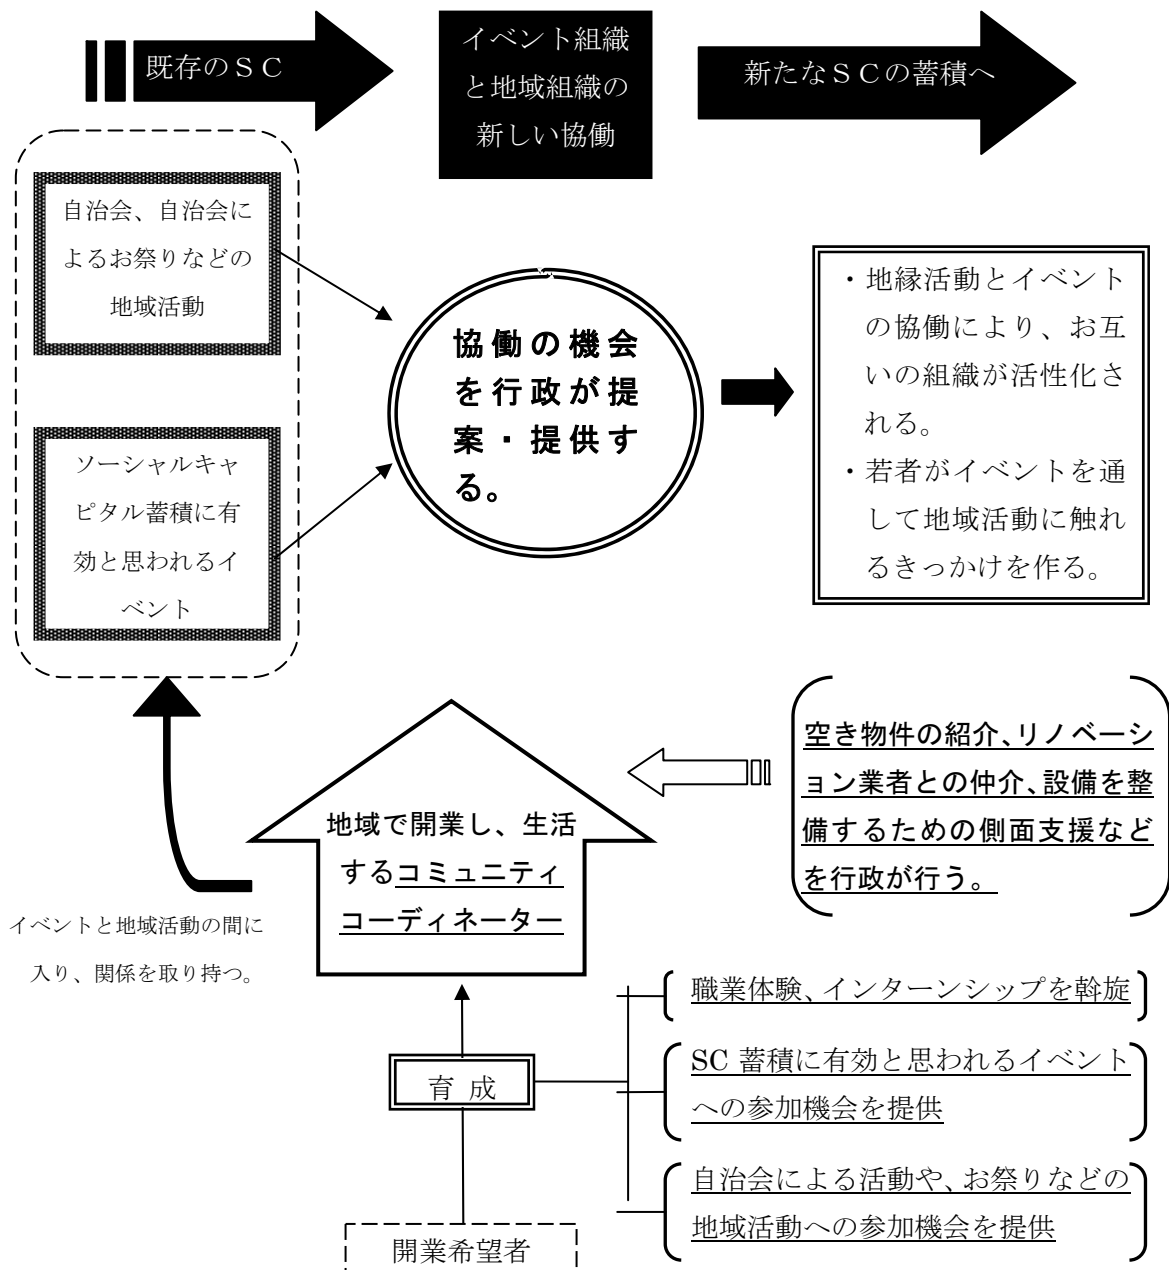 既存のＳＣ
イベント組織
と地域組織の
新しい協働
新たなＳＣの蓄積へ
自治会、自治会に
よるお祭りなどの
地域活動
ソーシャルキャ
ピタル蓄積に有
効と思われるイ
ベント
協働の機会
を行政が提
案・提供す
る。
・地縁活動とイベント
の協働により、お互
いの組織が活性化さ
れる。
・若者がイベントを通
して地域活動に触れ
るきっかけを作る。
空き物件の紹介、リノベーシ
ョン業者との仲介、設備を整
備するための側面支援など
を行政が行う。
地域で開業し、生活
するコミュニティ
コーディネーター
イベントと地域活動の間に
入り、関係を取り持つ。
職業体験、インターンシップを斡旋
SC 蓄積に有効と思われるイベント
への参加機会を提供
育 成
自治会による活動や、お祭りなどの
地域活動への参加機会を提供
開業希望者